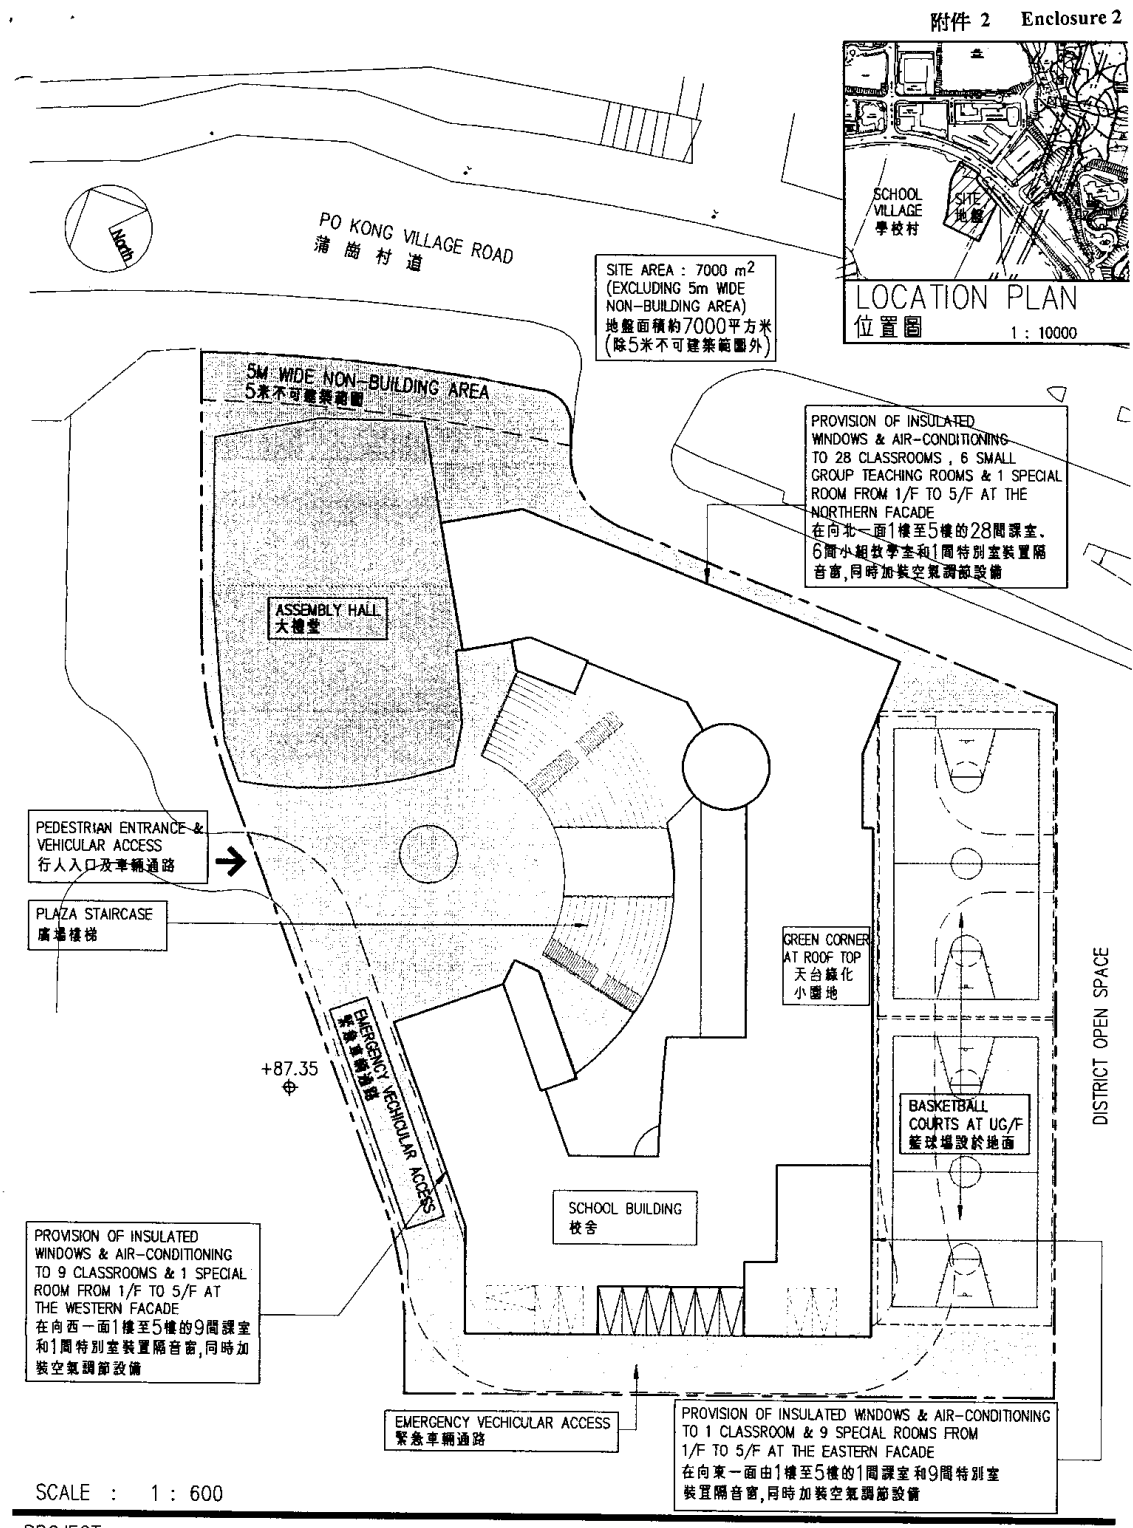 附件 2 Enclosure 2
SCHOOL
VILLAGE
學校村
SITE
地盤
LOCATION PLAN
位置圖
1 : 10000
North
PO KONG VILLAGE ROAD
蒲崗村道
SITE AREA : 7000 m²
(EXCLUDING 5m WIDE
NON-BUILDING AREA)
地盤面積約7000平方米
(除5米不可建築範圍外)
5M WIDE NON-BUILDING AREA
5米不可建築範圍
PROVISION OF INSULATED
WINDOWS & AIR-CONDITIONING
TO 28 CLASSROOMS , 6 SMALL
GROUP TEACHING ROOMS & 1 SPECIAL
ROOM FROM 1/F TO 5/F AT THE
NORTHERN FACADE
在向北一面1樓至5樓的28間課室、
6間小組教學室和1間特別室裝置隔
音窗,同時加裝空氣調節設備
ASSEMBLY HALL
大禮堂
PEDESTRIAN ENTRANCE &
VEHICULAR ACCESS
行人入口及車輛通路
PLAZA STAIRCASE
廣場樓梯
GREEN CORNER
AT ROOF TOP
天台綠化
小園地
DISTRICT OPEN SPACE
EMERGENCY VECHICULAR ACCESS
緊急車輛通路
+87.35
BASKETBALL
COURTS AT UG/F
籃球場設於地面
SCHOOL BUILDING
校舍
PROVISION OF INSULATED
WINDOWS & AIR-CONDITIONING
TO 9 CLASSROOMS & 1 SPECIAL
ROOM FROM 1/F TO 5/F AT
THE WESTERN FACADE
在向西一面1樓至5樓的9間課室
和1間特別室裝置隔音窗,同時加
裝空氣調節設備
EMERGENCY VECHICULAR ACCESS
緊急車輛通路
PROVISION OF INSULATED WINDOWS & AIR-CONDITIONING
TO 1 CLASSROOM & 9 SPECIAL ROOMS FROM
1/F TO 5/F AT THE EASTERN FACADE
在向東一面由1樓至5樓的1間課室和9間特別室
裝置隔音窗,同時加裝空氣調節設備
SCALE : 1 : 600
PROJECT